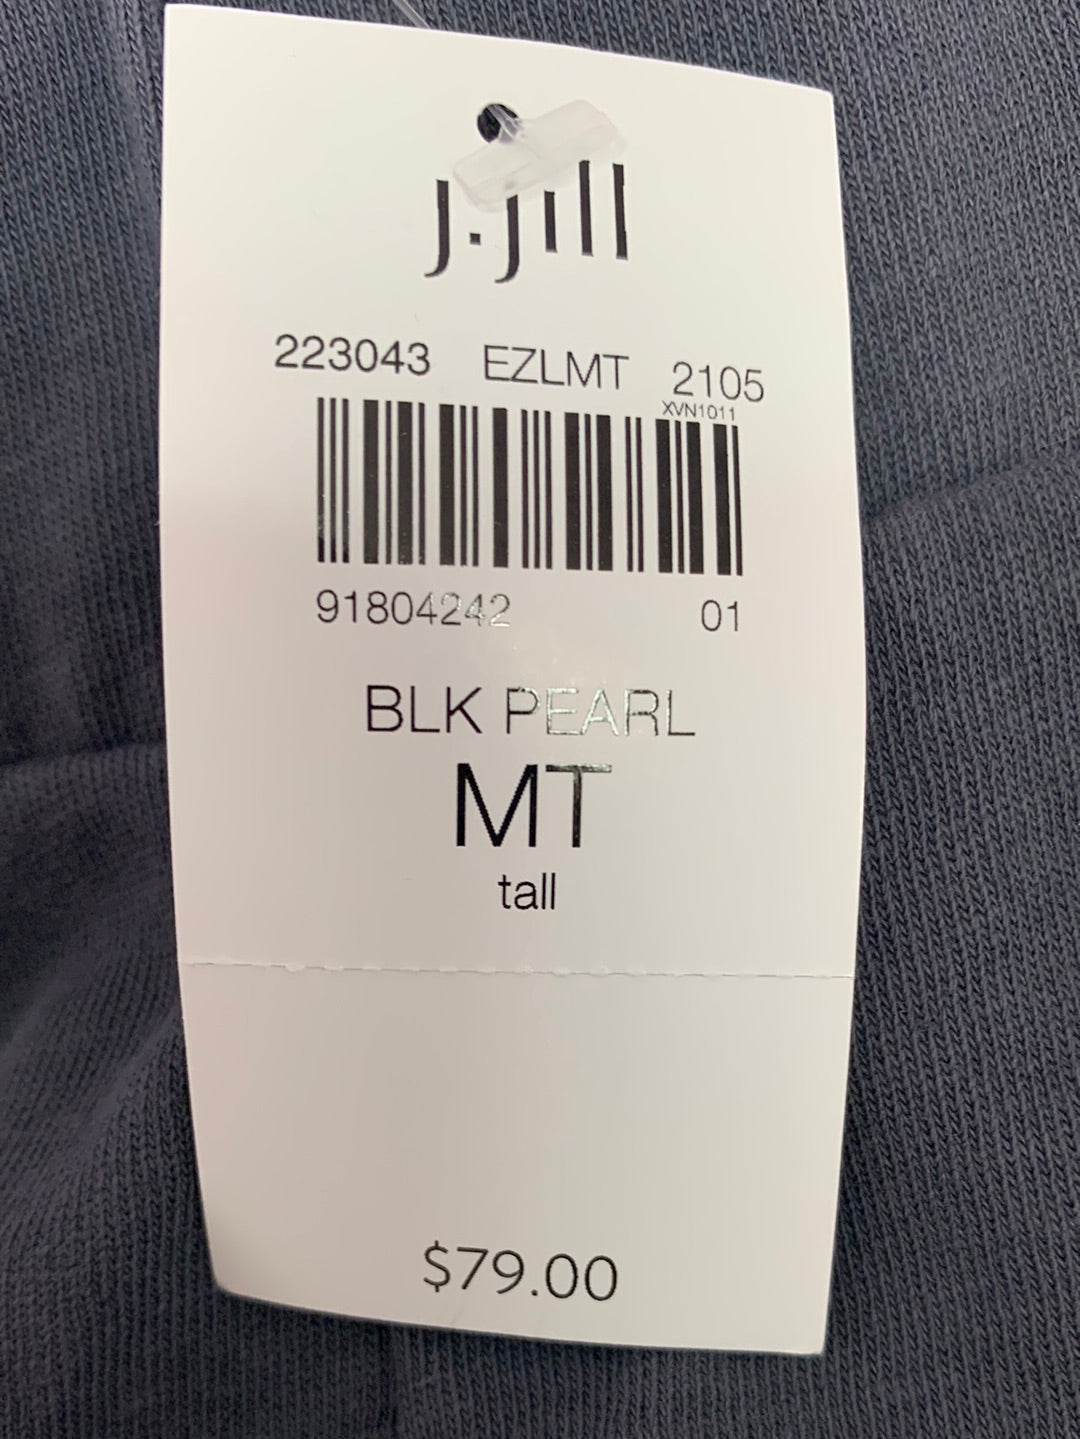 J.Jill
223043 EZLMT 2105
XVN1011
91804242 01
BLK PEARL
MT
tall
$79.00